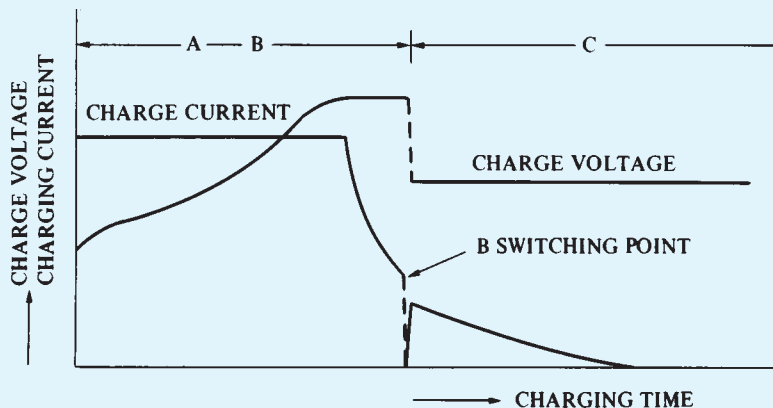 A B
C
CHARGE CURRENT
CHARGE VOLTAGE
B SWITCHING POINT
CHARGE VOLTAGE
CHARGING CURRENT
CHARGING TIME